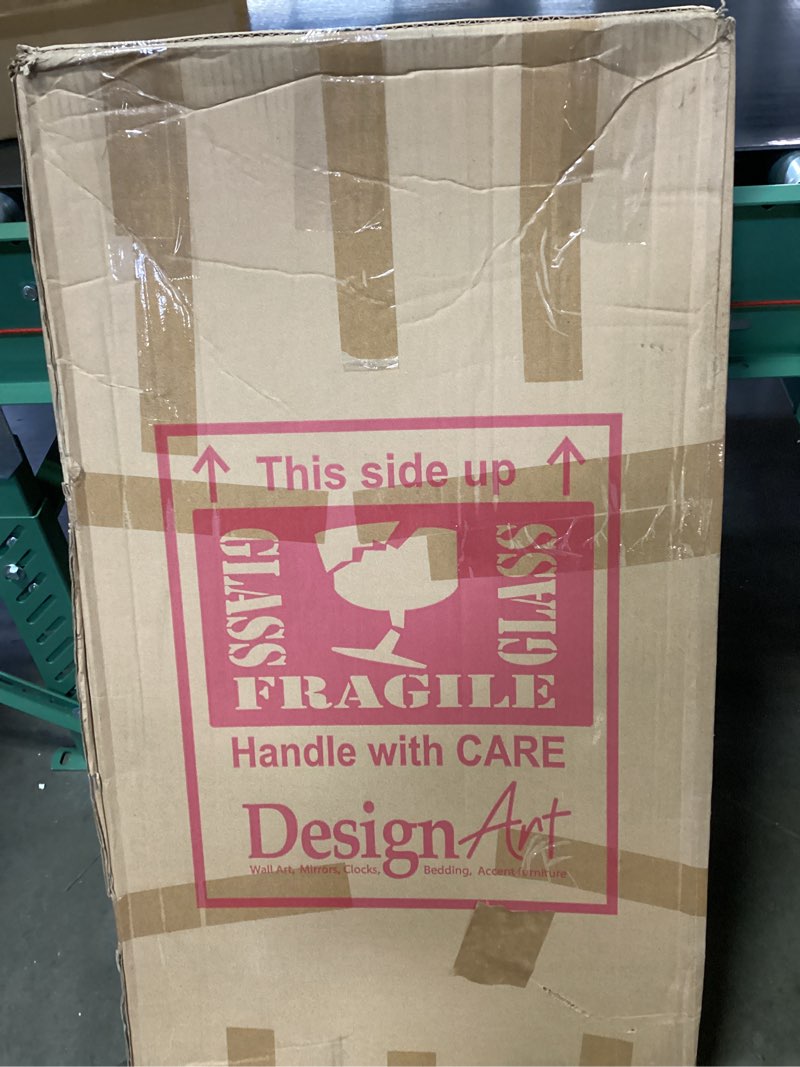 This side up
GLASS
GLASS
FRAGILE
Handle with CARE
DesignArt
Wall Art, Mirrors, Clocks, Bedding, Accent furniture